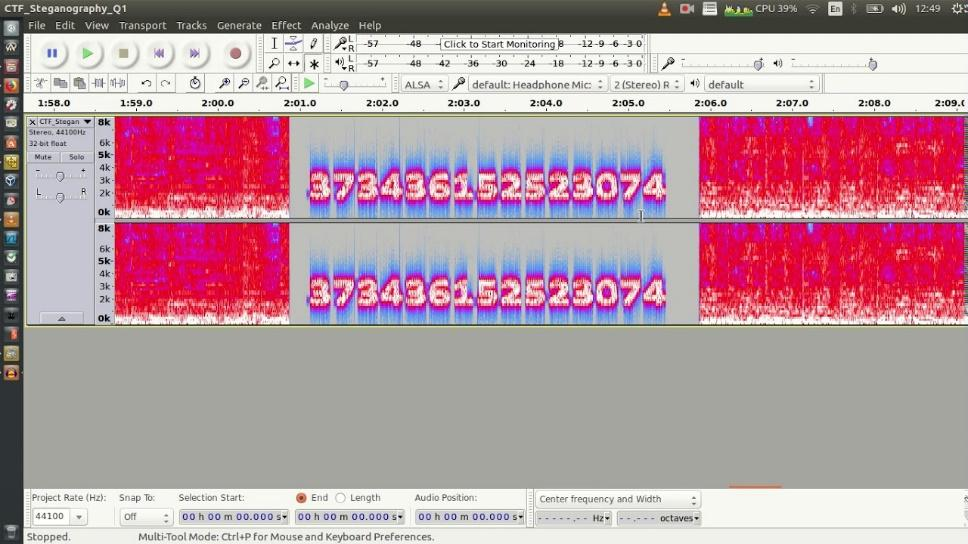 CTF_Steganography_Q1
CPU 39% En 12:49
File Edit View Transport Tracks Generate Effect Analyze Help
L R -57 -48 Click to Start Monitoring 8 -12 -9 -6 -3 0
L R -57 -48 -42 -36 -30 -24 -18 -12 -9 -6 -3 0
ALSA default: Headphone Mic: 2 (Stereo) R default
1:58.0 1:59.0 2:00.0 2:01.0 2:02.0 2:03.0 2:04.0 2:05.0 2:06.0 2:07.0 2:08.0 2:09.0
X CTF_Stegan
Stereo, 44100Hz
32-bit float
Mute Solo
- +
L R
8k
6k
5k
4k
3k
2k
0k
373436152523074
8k
6k
5k
4k
3k
2k
0k
373436152523074
Project Rate (Hz): Snap To: Selection Start: End Length Audio Position:
44100 Off 00 h 00 m 00.000 s 00 h 00 m 00.000 s 00 h 00 m 00.000 s
Center frequency and Width
-----.-- Hz --.--- octaves
Stopped. Multi-Tool Mode: Ctrl+P for Mouse and Keyboard Preferences.